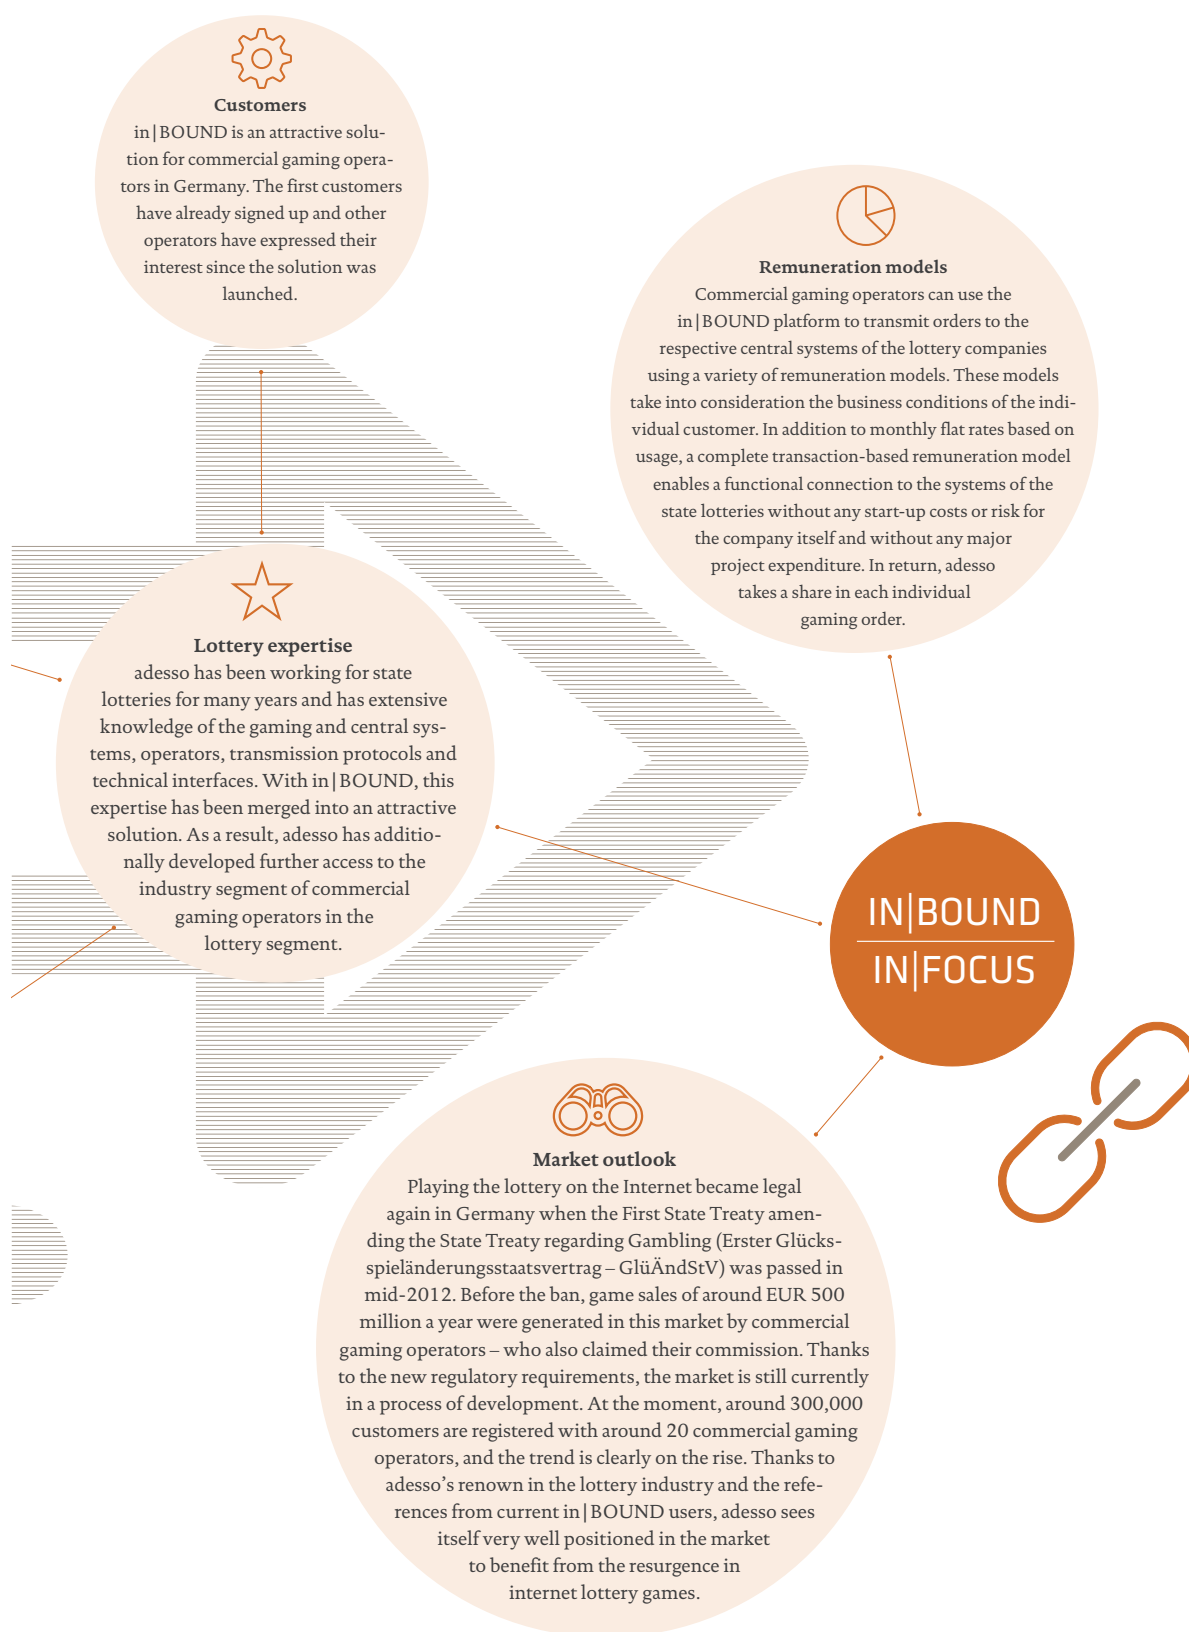 Customers
in|BOUND is an attractive solu-
tion for commercial gaming opera-
tors in Germany. The first customers
have already signed up and other
operators have expressed their
interest since the solution was
launched.
Remuneration models
Commercial gaming operators can use the
in|BOUND platform to transmit orders to the
respective central systems of the lottery companies
using a variety of remuneration models. These models
take into consideration the business conditions of the indi-
vidual customer. In addition to monthly flat rates based on
usage, a complete transaction-based remuneration model
enables a functional connection to the systems of the
state lotteries without any start-up costs or risk for
the company itself and without any major
project expenditure. In return, adesso
takes a share in each individual
gaming order.
Lottery expertise
adesso has been working for state
lotteries for many years and has extensive
knowledge of the gaming and central sys-
tems, operators, transmission protocols and
technical interfaces. With in|BOUND, this
expertise has been merged into an attractive
solution. As a result, adesso has additio-
nally developed further access to the
industry segment of commercial
gaming operators in the
lottery segment.
IN|BOUND
IN|FOCUS
Market outlook
Playing the lottery on the Internet became legal
again in Germany when the First State Treaty amen-
ding the State Treaty regarding Gambling (Erster Glücks-
spieländerungsstaatsvertrag – GlüÄndStV) was passed in
mid-2012. Before the ban, game sales of around EUR 500
million a year were generated in this market by commercial
gaming operators – who also claimed their commission. Thanks
to the new regulatory requirements, the market is still currently
in a process of development. At the moment, around 300,000
customers are registered with around 20 commercial gaming
operators, and the trend is clearly on the rise. Thanks to
adesso’s renown in the lottery industry and the refe-
rences from current in|BOUND users, adesso sees
itself very well positioned in the market
to benefit from the resurgence in
internet lottery games.